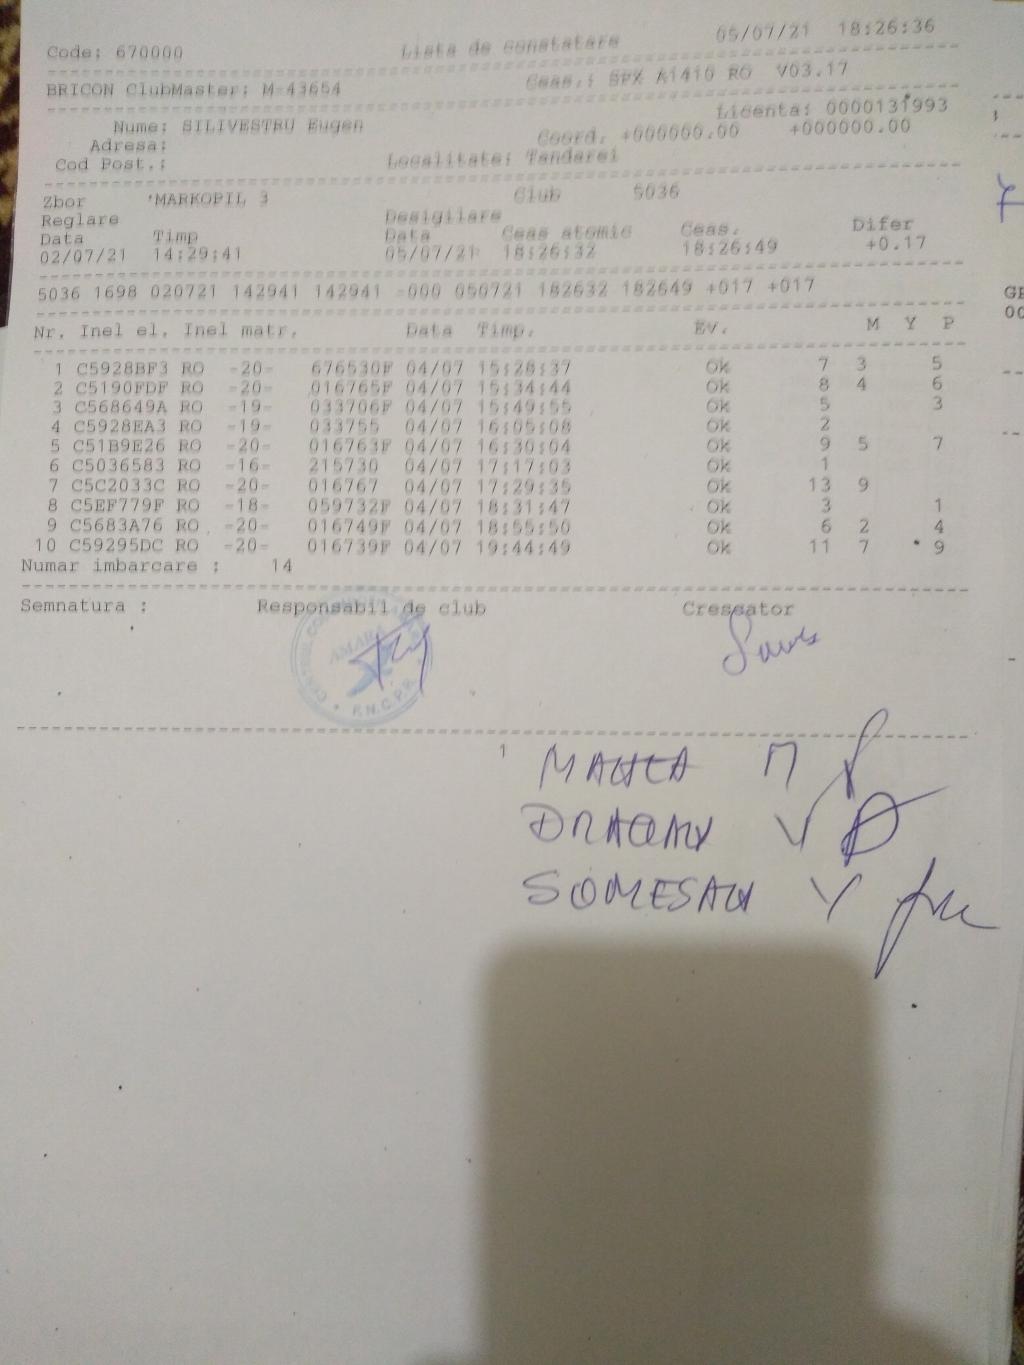 Code: 670000 Lista de constatare 05/07/21 18:26:36
BRICON ClubMaster: M-43654 Ceas.: SPX A1410 RO V03.17
Nume: SILIVESTRU Eugen Licenta: 0000131993
Adresa: Coord. +000000.00 +000000.00
Cod Post.: Localitate: Tandarei
Zbor 'MARKOPIL 3 Club 5036
Reglare Desigilare
Data Timp Data Ceas atomic Ceas. Difer
02/07/21 14:29:41 05/07/21 18:26:32 18:26:49 +0.17
5036 1698 020721 142941 142941 -000 050721 182632 182649 +017 +017
Nr. Inel el. Inel matr. Data Timp. Ev. M Y P
1 C5928BF3 RO -20- 676530F 04/07 15:28:37 Ok 7 3 5
2 C5190FDF RO -20- 016765F 04/07 15:34:44 Ok 8 4 6
3 C568649A RO -19- 033706F 04/07 15:49:55 Ok 5 3
4 C5928EA3 RO -19- 033755 04/07 16:05:08 Ok 2
5 C51B9E26 RO -20- 016763F 04/07 16:30:04 Ok 9 5 7
6 C5036583 RO -16- 215730 04/07 17:17:03 Ok 1
7 C5C2033C RO -20- 016767 04/07 17:29:35 Ok 13 9
8 C5EF779F RO -18- 059732F 04/07 18:31:47 Ok 3 1
9 C5683A76 RO -20- 016749F 04/07 18:55:50 Ok 6 2 4
10 C59295DC RO -20- 016739F 04/07 19:44:49 Ok 11 7 9
Numar imbarcare : 14
Semnatura : Responsabil de club Crescator
AMARA
F.N.C.P.R.
1
SOMESAN Y